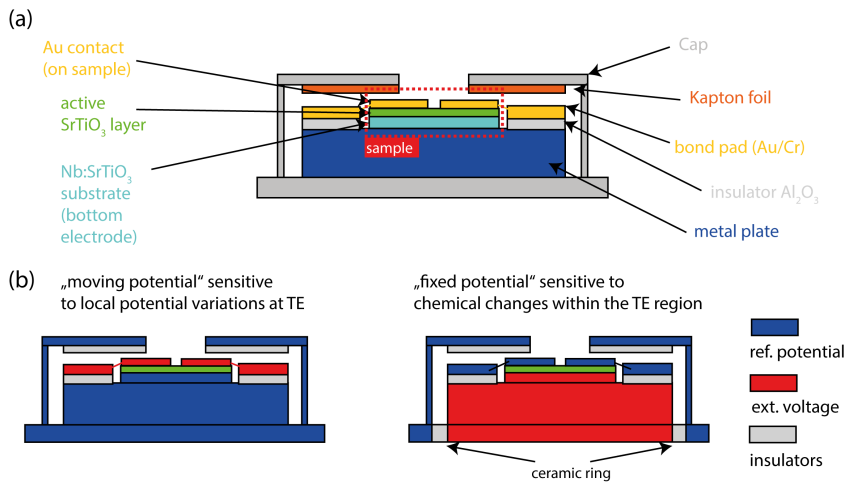 (a)
Au contact
(on sample)
active
SrTiO₃ layer
Nb:SrTiO₃
substrate
(bottom
electrode)
sample
Cap
Kapton foil
bond pad (Au/Cr)
insulator Al₂O₃
metal plate
(b)
„moving potential“ sensitive
to local potential variations at TE
„fixed potential“ sensitive to
chemical changes within the TE region
ref. potential
ext. voltage
insulators
ceramic ring